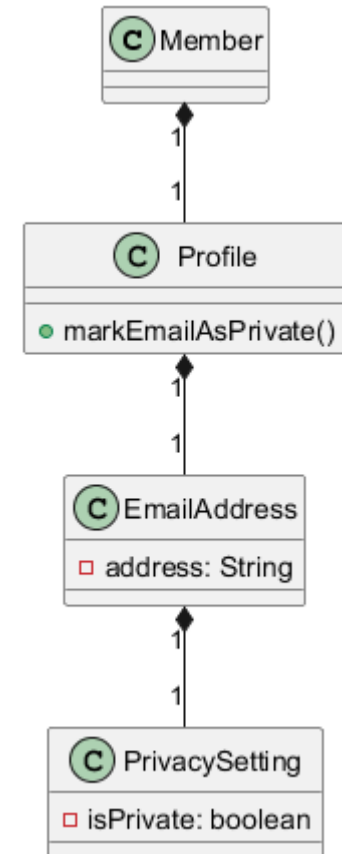 C Member
1
1
C Profile
markEmailAsPrivate()
1
1
C EmailAddress
address: String
1
1
C PrivacySetting
isPrivate: boolean